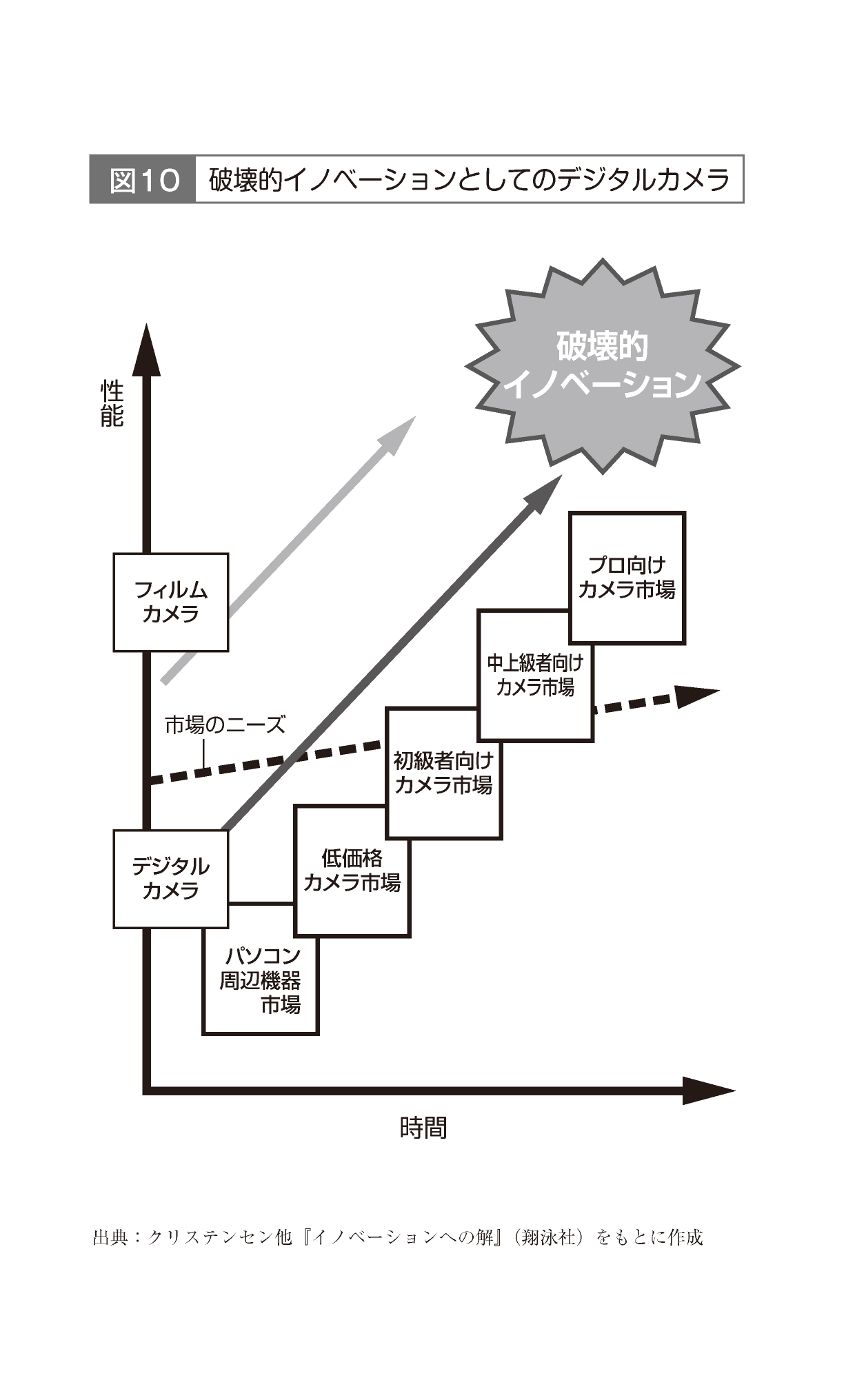 図10 破壊的イノベーションとしてのデジタルカメラ
破壊的
イノベーション
性能
フィルム
カメラ
プロ向け
カメラ市場
中上級者向け
カメラ市場
市場のニーズ
初級者向け
カメラ市場
デジタル
カメラ
低価格
カメラ市場
パソコン
周辺機器
市場
時間
出典：クリステンセン他『イノベーションへの解』（翔泳社）をもとに作成